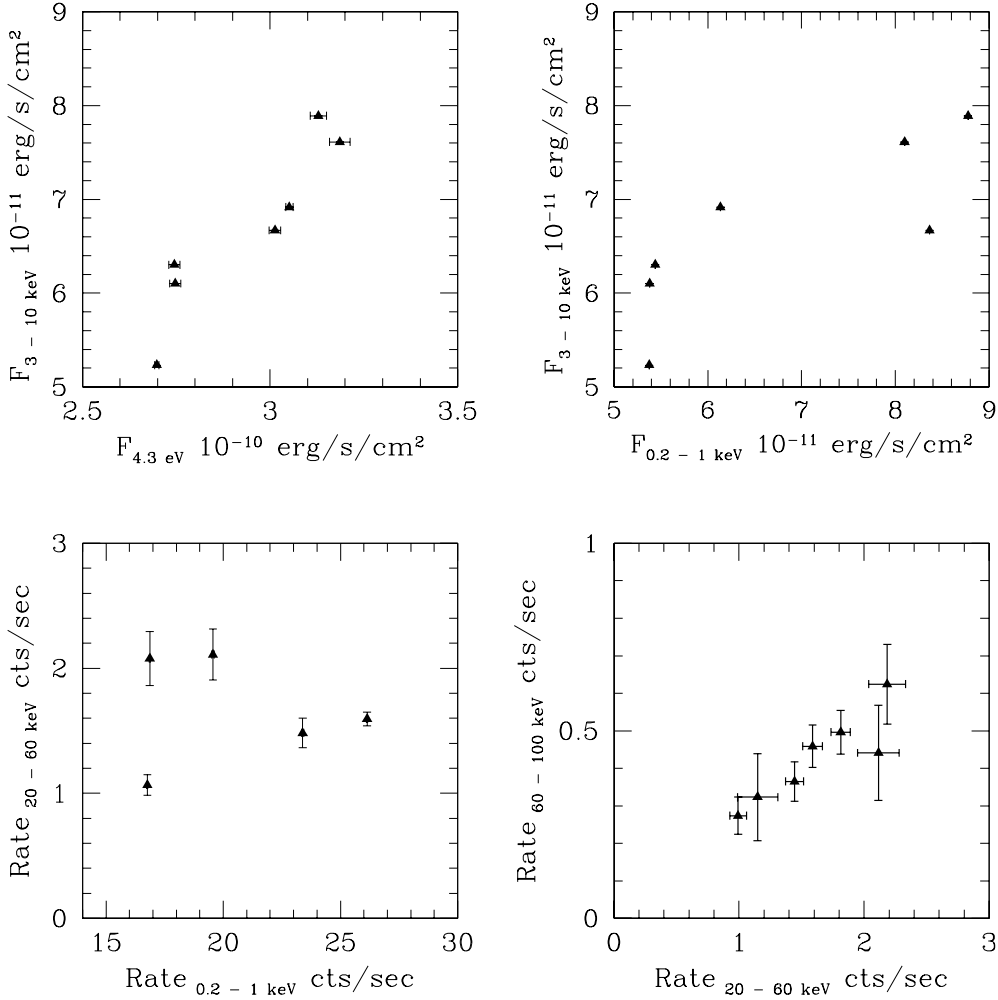 9
8
7
6
5
2.5 3 3.5
F 3 – 10 keV 10⁻¹¹ erg/s/cm²
F 4.3 eV 10⁻¹⁰ erg/s/cm²
9
8
7
6
5
5 6 7 8 9
F 3 – 10 keV 10⁻¹¹ erg/s/cm²
F 0.2 – 1 keV 10⁻¹¹ erg/s/cm²
3
2
1
0
15 20 25 30
Rate 20 – 60 keV cts/sec
Rate 0.2 – 1 keV cts/sec
1
0.5
0
0 1 2 3
Rate 60 – 100 keV cts/sec
Rate 20 – 60 keV cts/sec